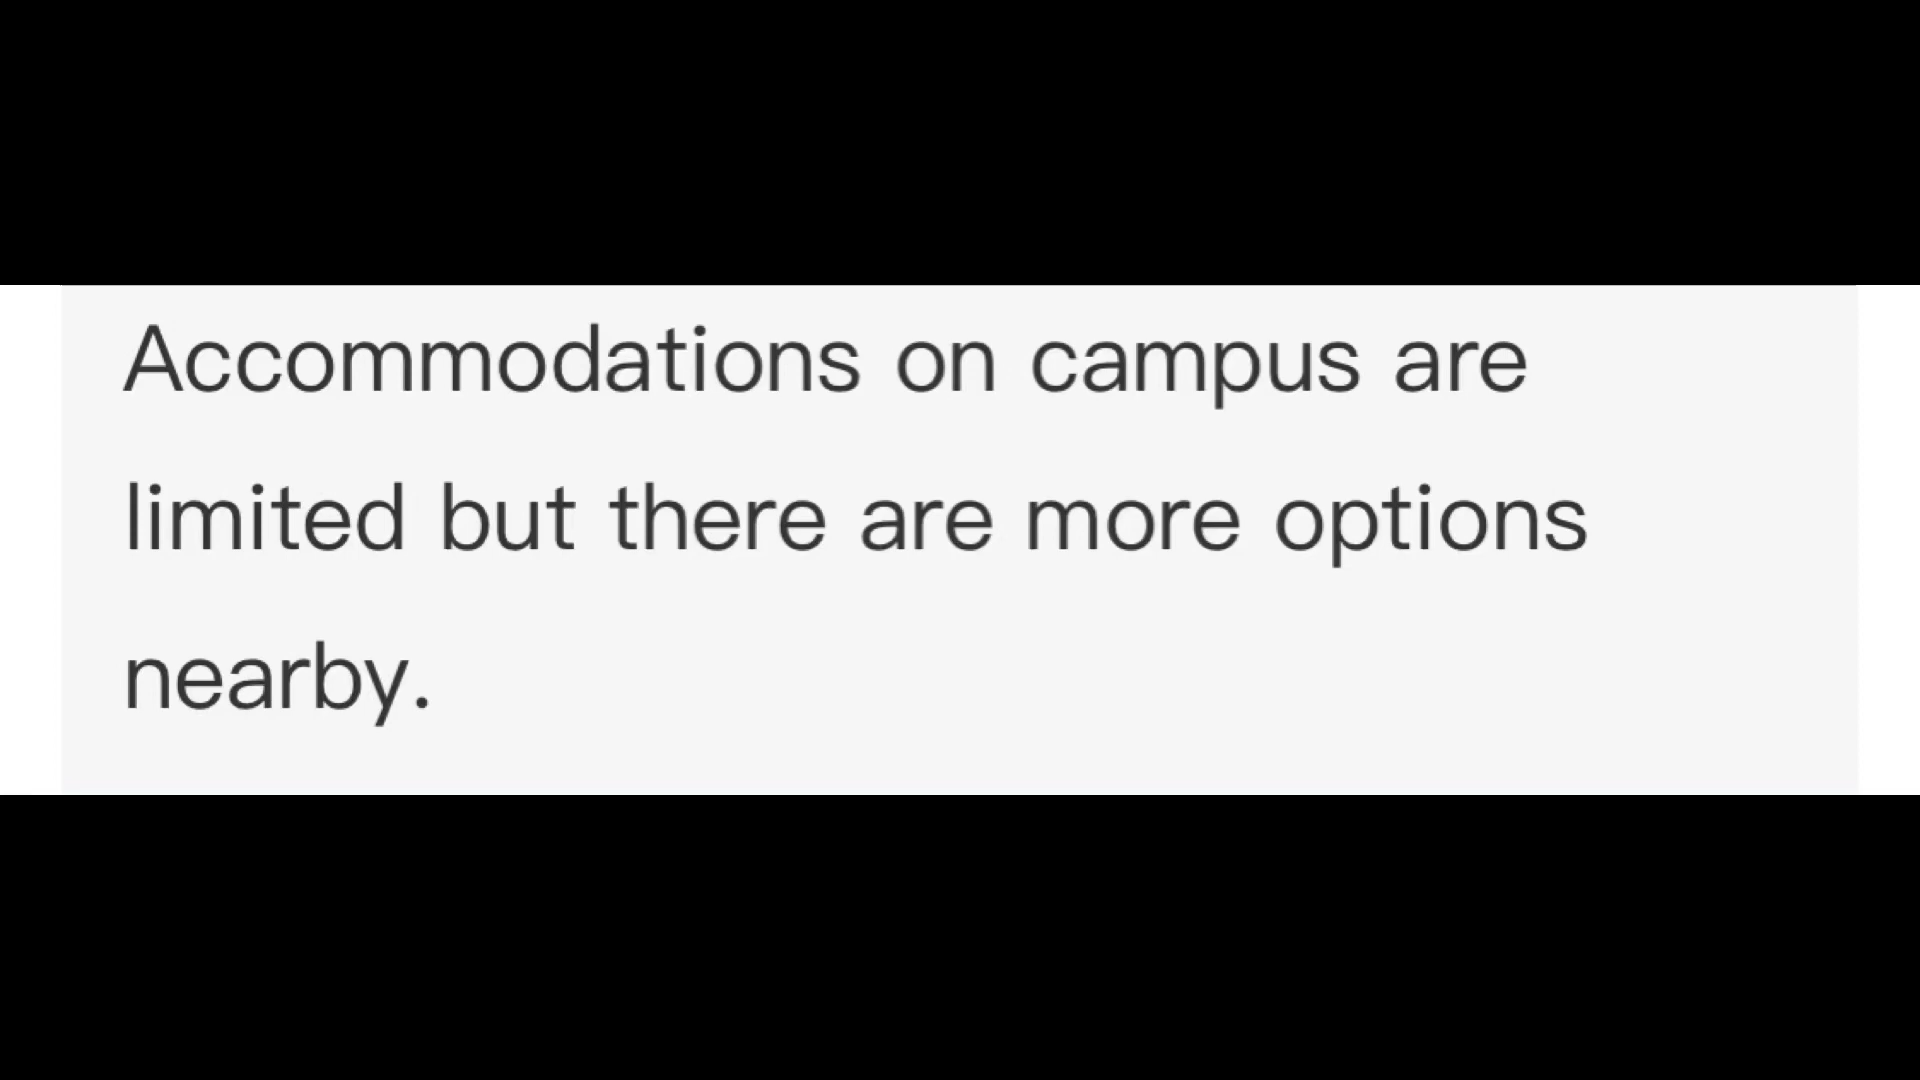 Accommodations on campus are
limited but there are more options
nearby.